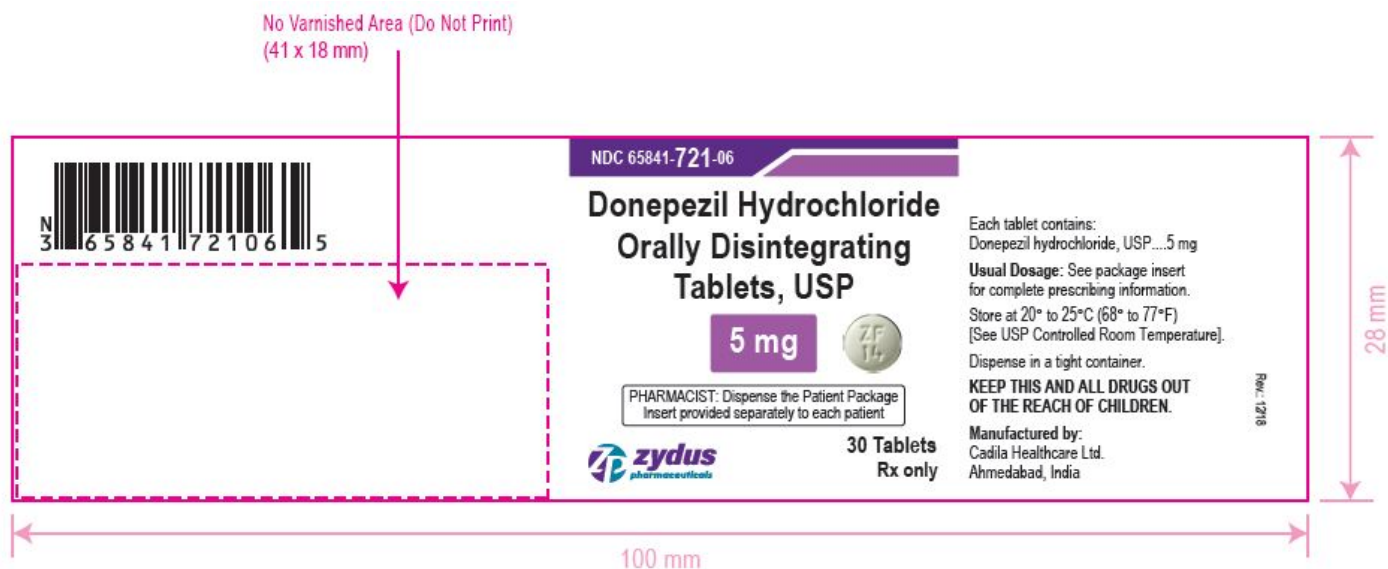 No Varnished Area (Do Not Print)
(41 x 18 mm)
N
3 65841 72106 5
NDC 65841-721-06
Donepezil Hydrochloride
Orally Disintegrating
Tablets, USP
5 mg
ZF
14
PHARMACIST: Dispense the Patient Package
Insert provided separately to each patient
zydus
pharmaceuticals
30 Tablets
Rx only
Each tablet contains:
Donepezil hydrochloride, USP....5 mg
Usual Dosage: See package insert
for complete prescribing information.
Store at 20° to 25°C (68° to 77°F)
[See USP Controlled Room Temperature].
Dispense in a tight container.
KEEP THIS AND ALL DRUGS OUT
OF THE REACH OF CHILDREN.
Manufactured by:
Cadila Healthcare Ltd.
Ahmedabad, India
Rev.: 12/18
28 mm
100 mm